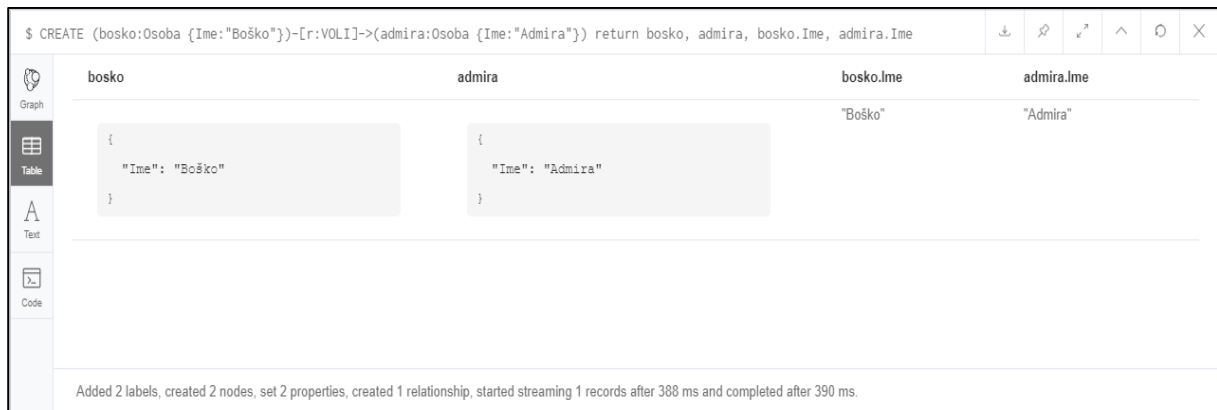 $ CREATE (bosko:Osoba {Ime:"Boško"})-[r:VOLI]->(admira:Osoba {Ime:"Admira"}) return bosko, admira, bosko.Ime, admira.Ime
Graph
Table
Text
Code
bosko admira bosko.Ime admira.Ime
"Boško" "Admira"
{ {
"Ime": "Boško" "Ime": "Admira"
} }
Added 2 labels, created 2 nodes, set 2 properties, created 1 relationship, started streaming 1 records after 388 ms and completed after 390 ms.